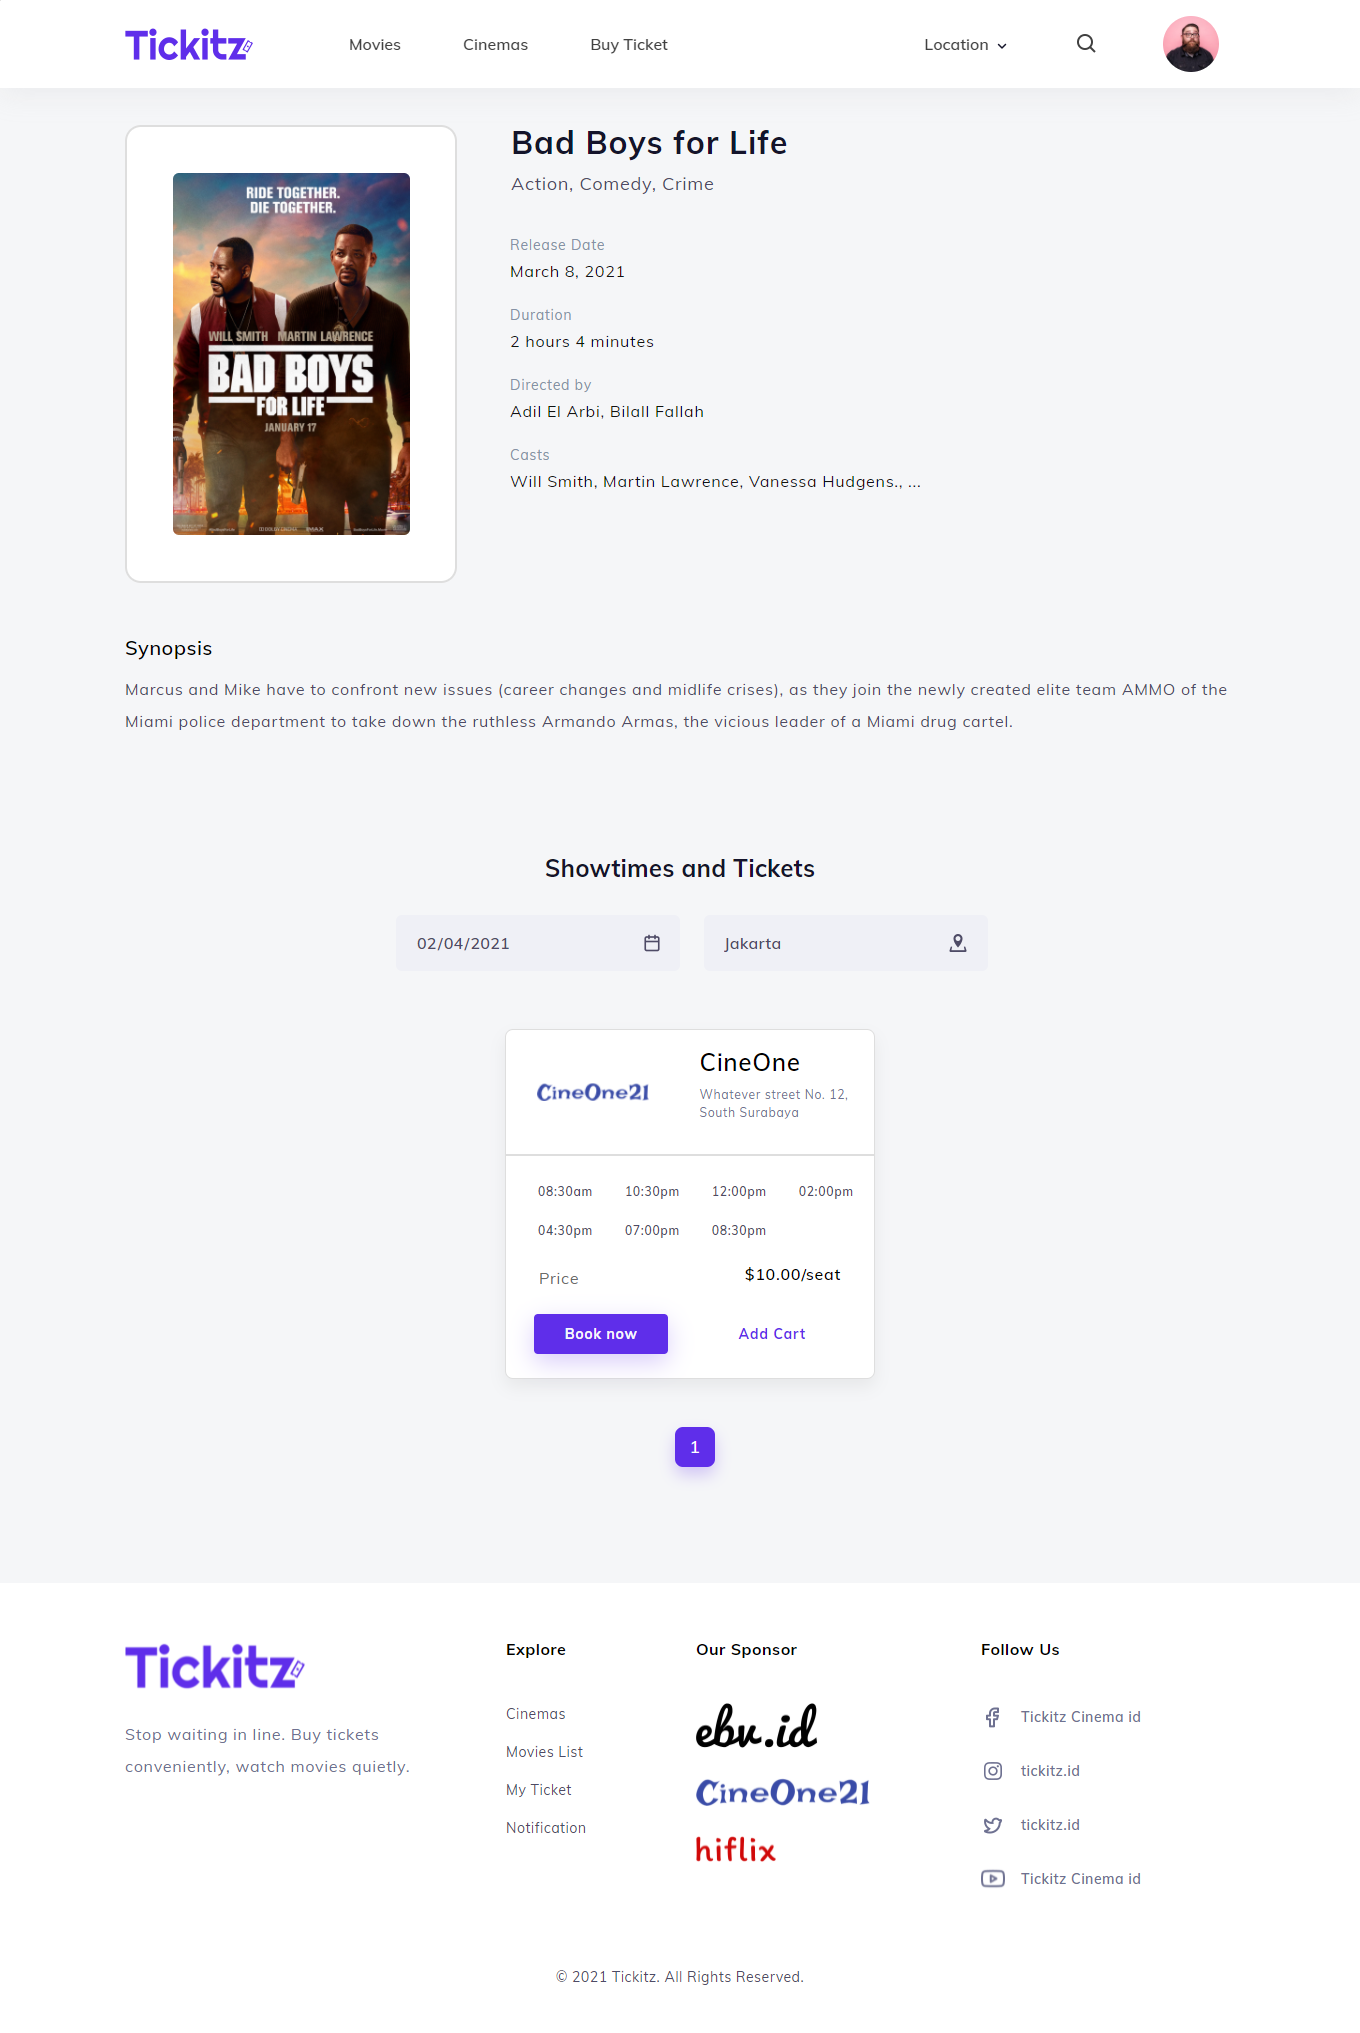 Tickitz
Movies
Cinemas
Buy Ticket
Location
Bad Boys for Life
Action, Comedy, Crime
RIDE TOGETHER.
DIE TOGETHER.
WILL SMITH MARTIN LAWRENCE
BAD BOYS
FOR LIFE
JANUARY 17
Release Date
March 8, 2021
Duration
2 hours 4 minutes
Directed by
Adil El Arbi, Bilall Fallah
Casts
Will Smith, Martin Lawrence, Vanessa Hudgens., ...
Synopsis
Marcus and Mike have to confront new issues (career changes and midlife crises), as they join the newly created elite team AMMO of the
Miami police department to take down the ruthless Armando Armas, the vicious leader of a Miami drug cartel.
Showtimes and Tickets
02/04/2021
Jakarta
CineOne21
CineOne
Whatever street No. 12,
South Surabaya
08:30am 10:30pm 12:00pm 02:00pm
04:30pm 07:00pm 08:30pm
Price
$10.00/seat
Book now
Add Cart
1
Tickitz
Stop waiting in line. Buy tickets
conveniently, watch movies quietly.
Explore
Cinemas
Movies List
My Ticket
Notification
Our Sponsor
ebv.id
CineOne21
hiflix
Follow Us
Tickitz Cinema id
tickitz.id
tickitz.id
Tickitz Cinema id
© 2021 Tickitz. All Rights Reserved.